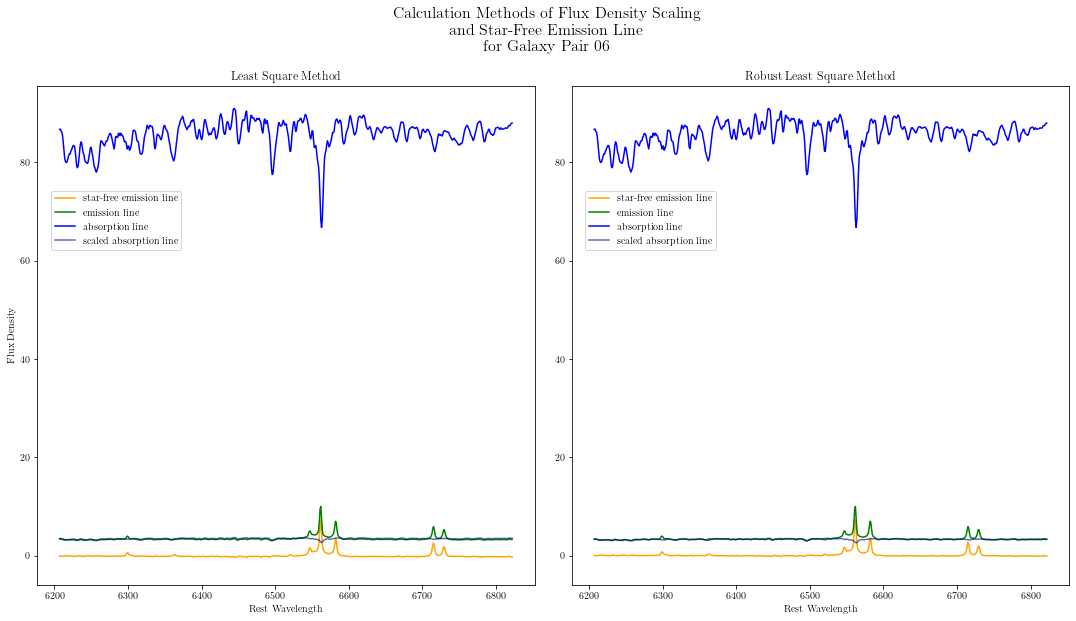 Calculation Methods of Flux Density Scaling
and Star-Free Emission Line
for Galaxy Pair 06
Least Square Method
Flux Density
80
60
40
20
0
star-free emission line
emission line
absorption line
scaled absorption line
6200 6300 6400 6500 6600 6700 6800
Rest Wavelength
Robust Least Square Method
80
60
40
20
0
star-free emission line
emission line
absorption line
scaled absorption line
6200 6300 6400 6500 6600 6700 6800
Rest Wavelength